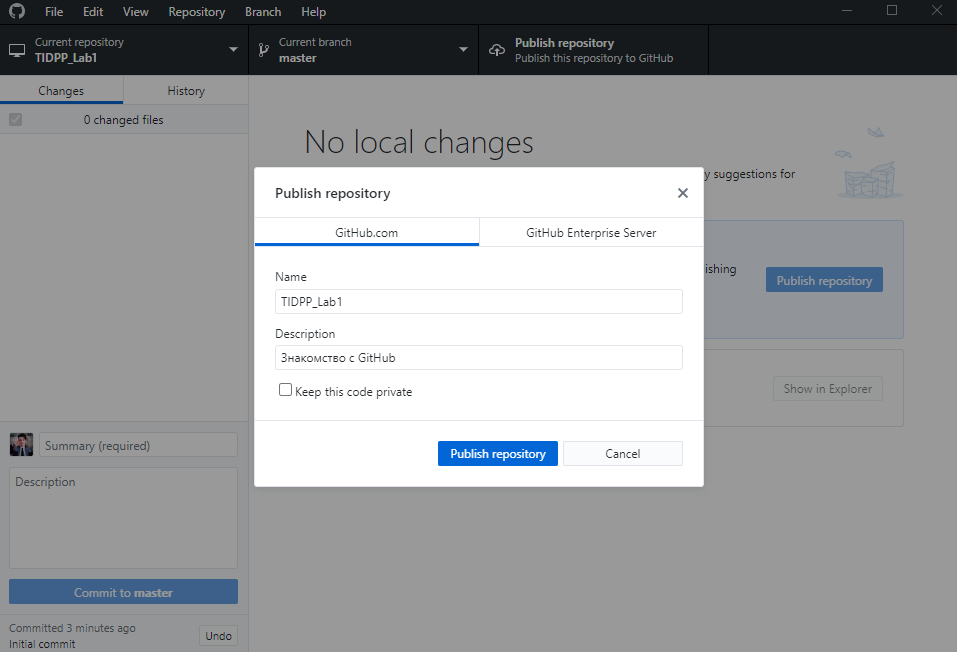 File Edit View Repository Branch Help
Current repository
TIDPP_Lab1
Current branch
master
Publish repository
Publish this repository to GitHub
Changes
History
0 changed files
No local changes
y suggestions for
ishing
Publish repository
Show in Explorer
Publish repository
GitHub.com
GitHub Enterprise Server
Name
TIDPP_Lab1
Description
Знакомство с GitHub
Keep this code private
Publish repository
Cancel
Summary (required)
Description
Commit to master
Committed 3 minutes ago
Initial commit
Undo